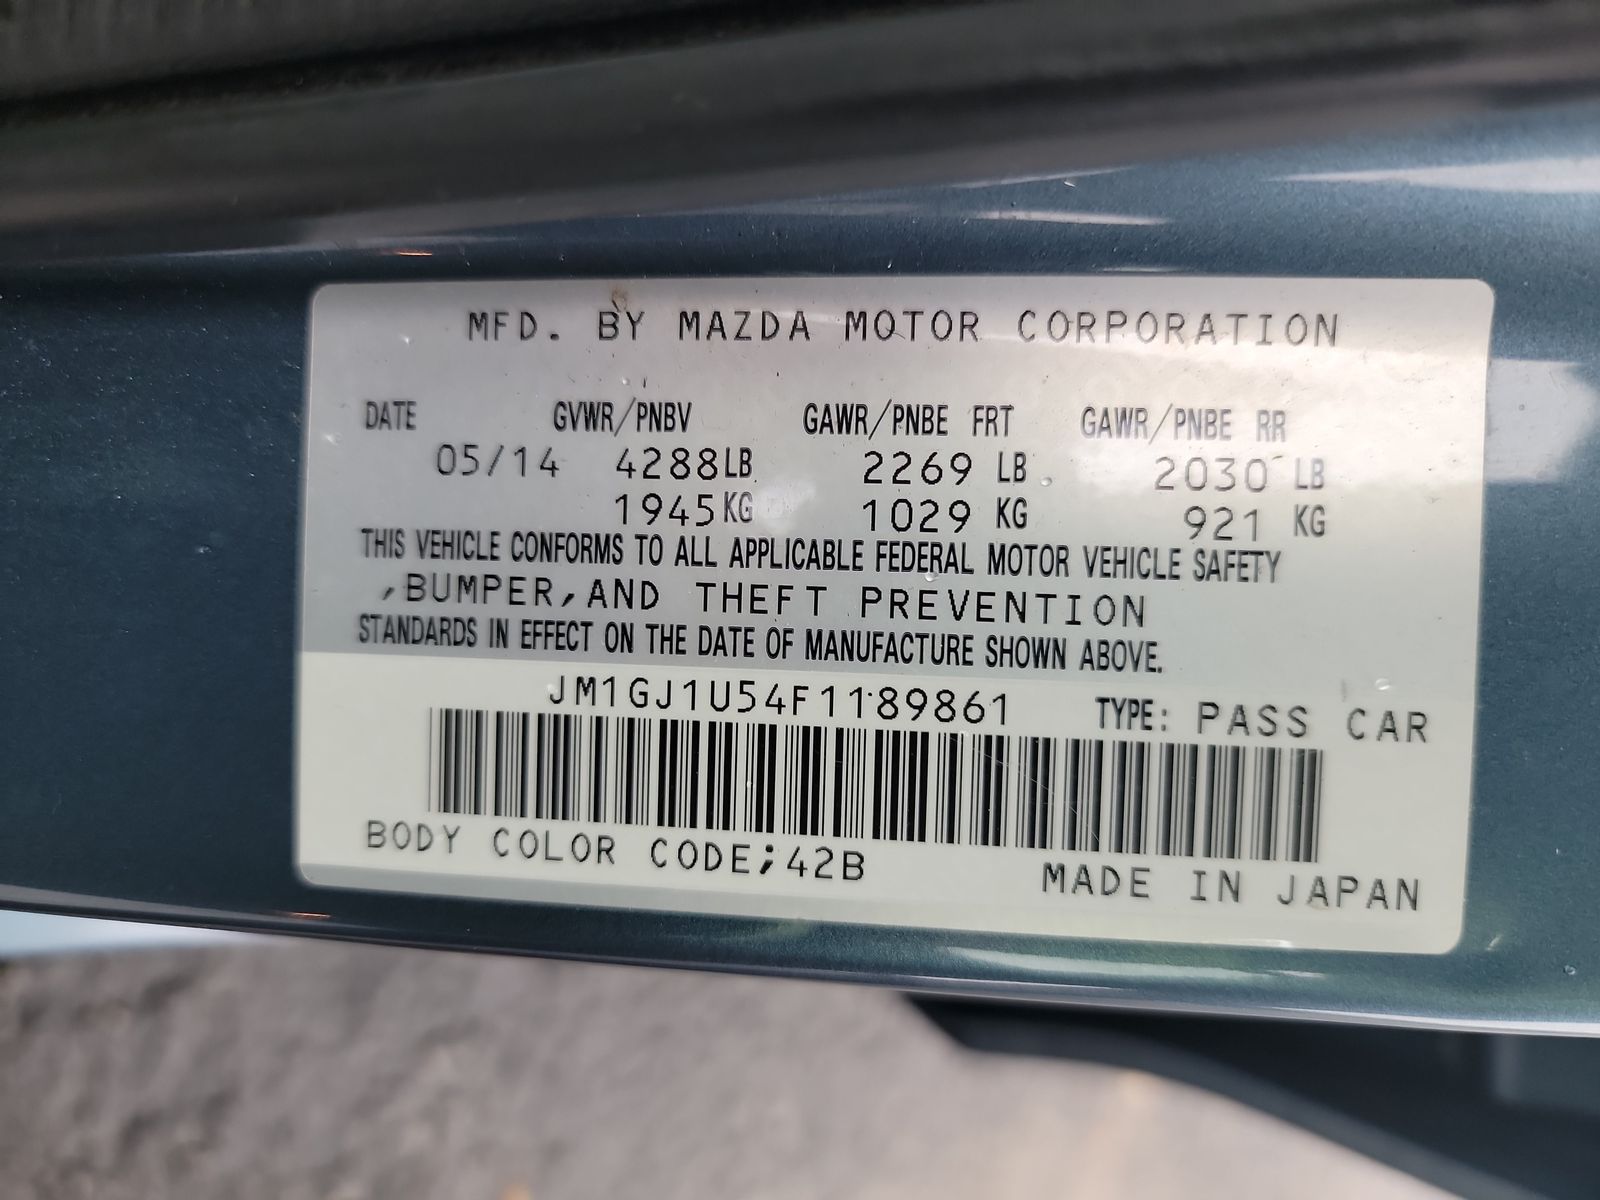 MFD. BY MAZDA MOTOR CORPORATION
DATE GVWR/PNBV GAWR/PNBE FRT GAWR/PNBE RR
05/14 4288LB 2269 LB 2030 LB
1945KG 1029 KG 921 KG
THIS VEHICLE CONFORMS TO ALL APPLICABLE FEDERAL MOTOR VEHICLE SAFETY
,BUMPER,AND THEFT PREVENTION
STANDARDS IN EFFECT ON THE DATE OF MANUFACTURE SHOWN ABOVE.
JM1GJ1U54F1189861 TYPE: PASS CAR
BODY COLOR CODE;42B MADE IN JAPAN